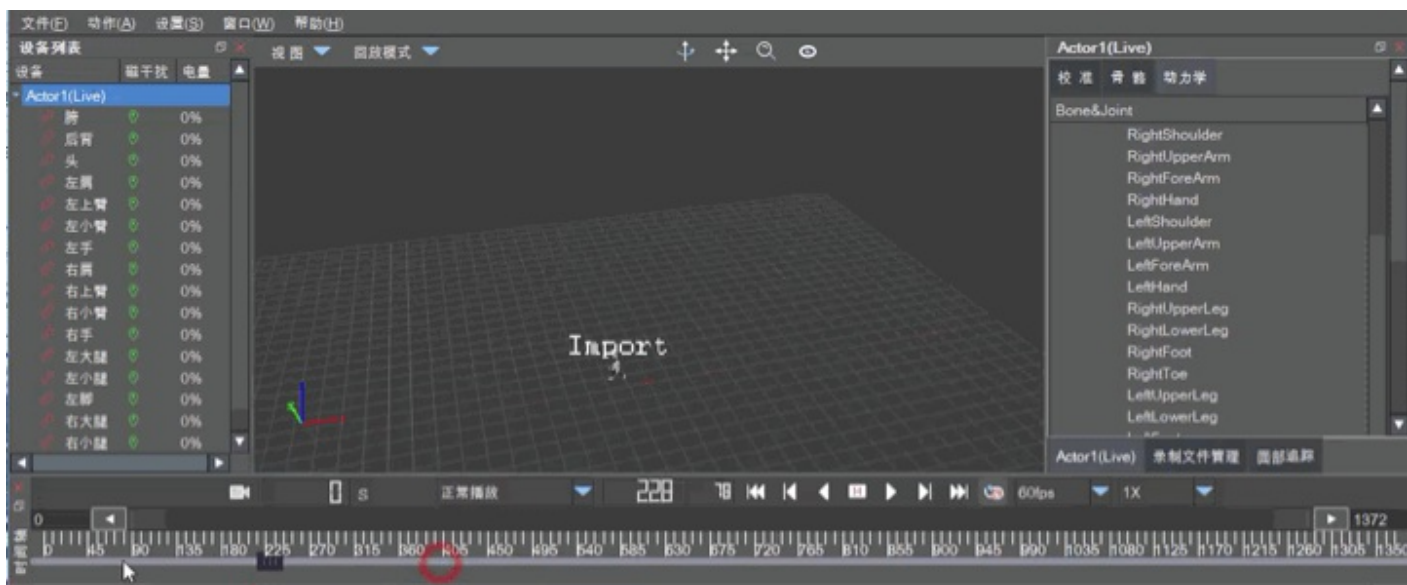 文件(F) 动作(A) 设置(S) 窗口(W) 帮助(H)
设备列表
视图 回放模式
Actor1(Live)
设备 磁干扰 电量
校 准 骨 骼 动力学
Actor1(Live)
Bone&Joint
胯 0%
后背 0%
头 0%
左肩 0%
左上臂 0%
左小臂 0%
左手 0%
右肩 0%
右上臂 0%
右小臂 0%
右手 0%
左大腿 0%
左小腿 0%
左脚 0%
右大腿 0%
右小腿 0%
Import
RightShoulder
RightUpperArm
RightForeArm
RightHand
LeftShoulder
LeftUpperArm
LeftForeArm
LeftHand
RightUpperLeg
RightLowerLeg
RightFoot
RightToe
LeftUpperLeg
LeftLowerLeg
Actor1(Live) 录制文件管理 面部追踪
0 s 正常播放 228 78 60fps 1X
0 1372
时间轴
0 45 90 135 180 225 270 315 360 405 450 495 540 585 630 675 720 765 810 855 900 945 990 1035 1080 1125 1170 1215 1260 1305 1350